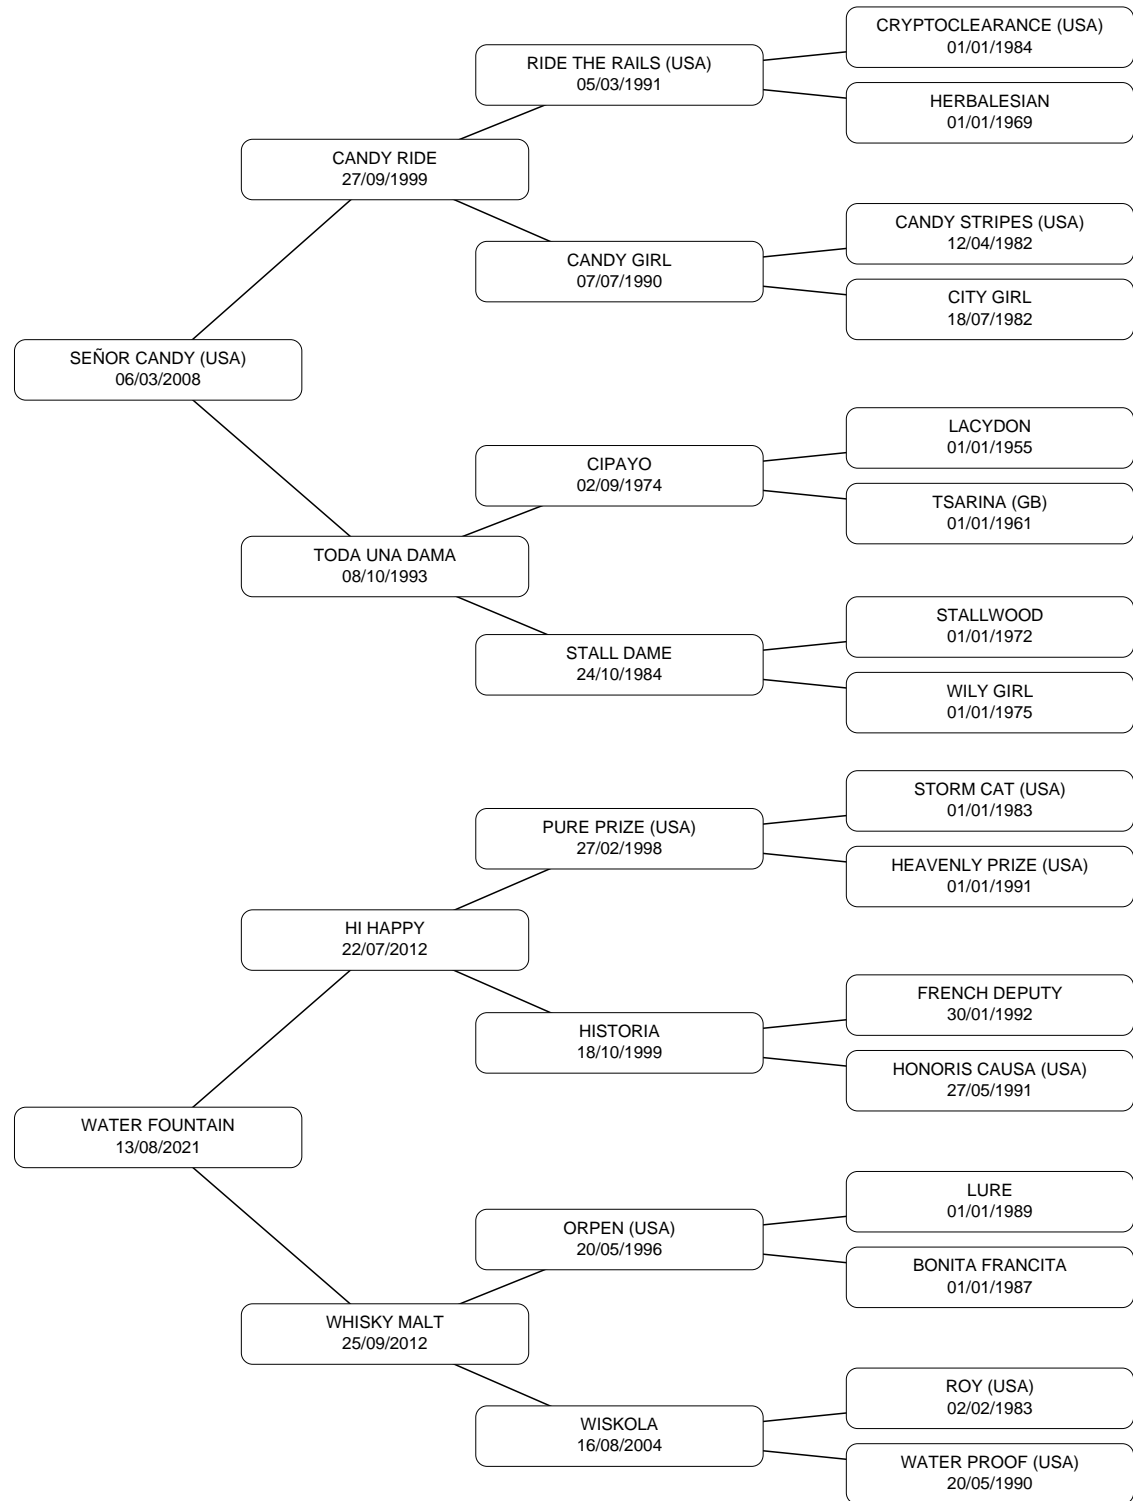 CRYPTOCLEARANCE (USA)
01/01/1984
RIDE THE RAILS (USA)
05/03/1991
HERBALESIAN
01/01/1969
CANDY RIDE
27/09/1999
CANDY STRIPES (USA)
12/04/1982
CANDY GIRL
07/07/1990
CITY GIRL
18/07/1982
SEÑOR CANDY (USA)
06/03/2008
LACYDON
01/01/1955
CIPAYO
02/09/1974
TSARINA (GB)
01/01/1961
TODA UNA DAMA
08/10/1993
STALLWOOD
01/01/1972
STALL DAME
24/10/1984
WILY GIRL
01/01/1975
STORM CAT (USA)
01/01/1983
PURE PRIZE (USA)
27/02/1998
HEAVENLY PRIZE (USA)
01/01/1991
HI HAPPY
22/07/2012
FRENCH DEPUTY
30/01/1992
HISTORIA
18/10/1999
HONORIS CAUSA (USA)
27/05/1991
WATER FOUNTAIN
13/08/2021
LURE
01/01/1989
ORPEN (USA)
20/05/1996
BONITA FRANCITA
01/01/1987
WHISKY MALT
25/09/2012
ROY (USA)
02/02/1983
WISKOLA
16/08/2004
WATER PROOF (USA)
20/05/1990